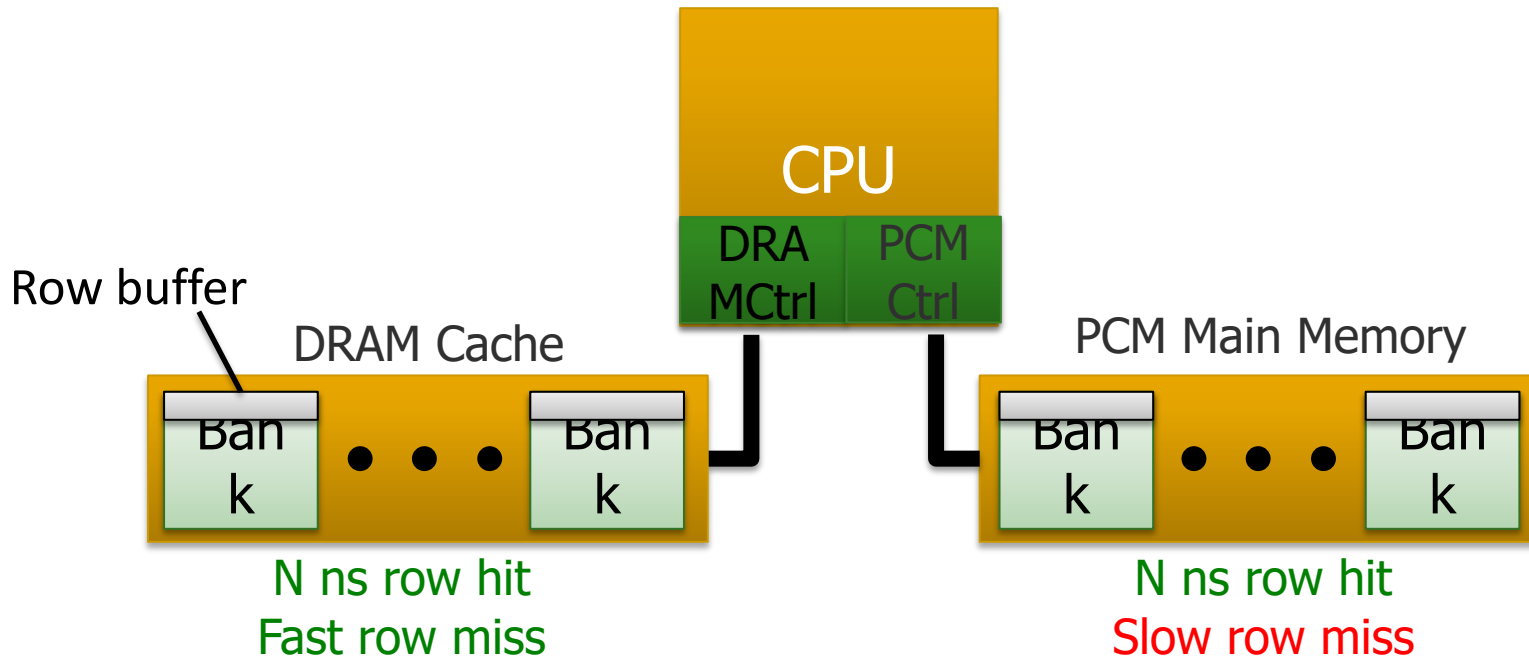 CPU
DRA
MCtrl
PCM
Ctrl
Row buffer
DRAM Cache
Ban
k
Ban
k
N ns row hit
Fast row miss
PCM Main Memory
Ban
k
Ban
k
N ns row hit
Slow row miss